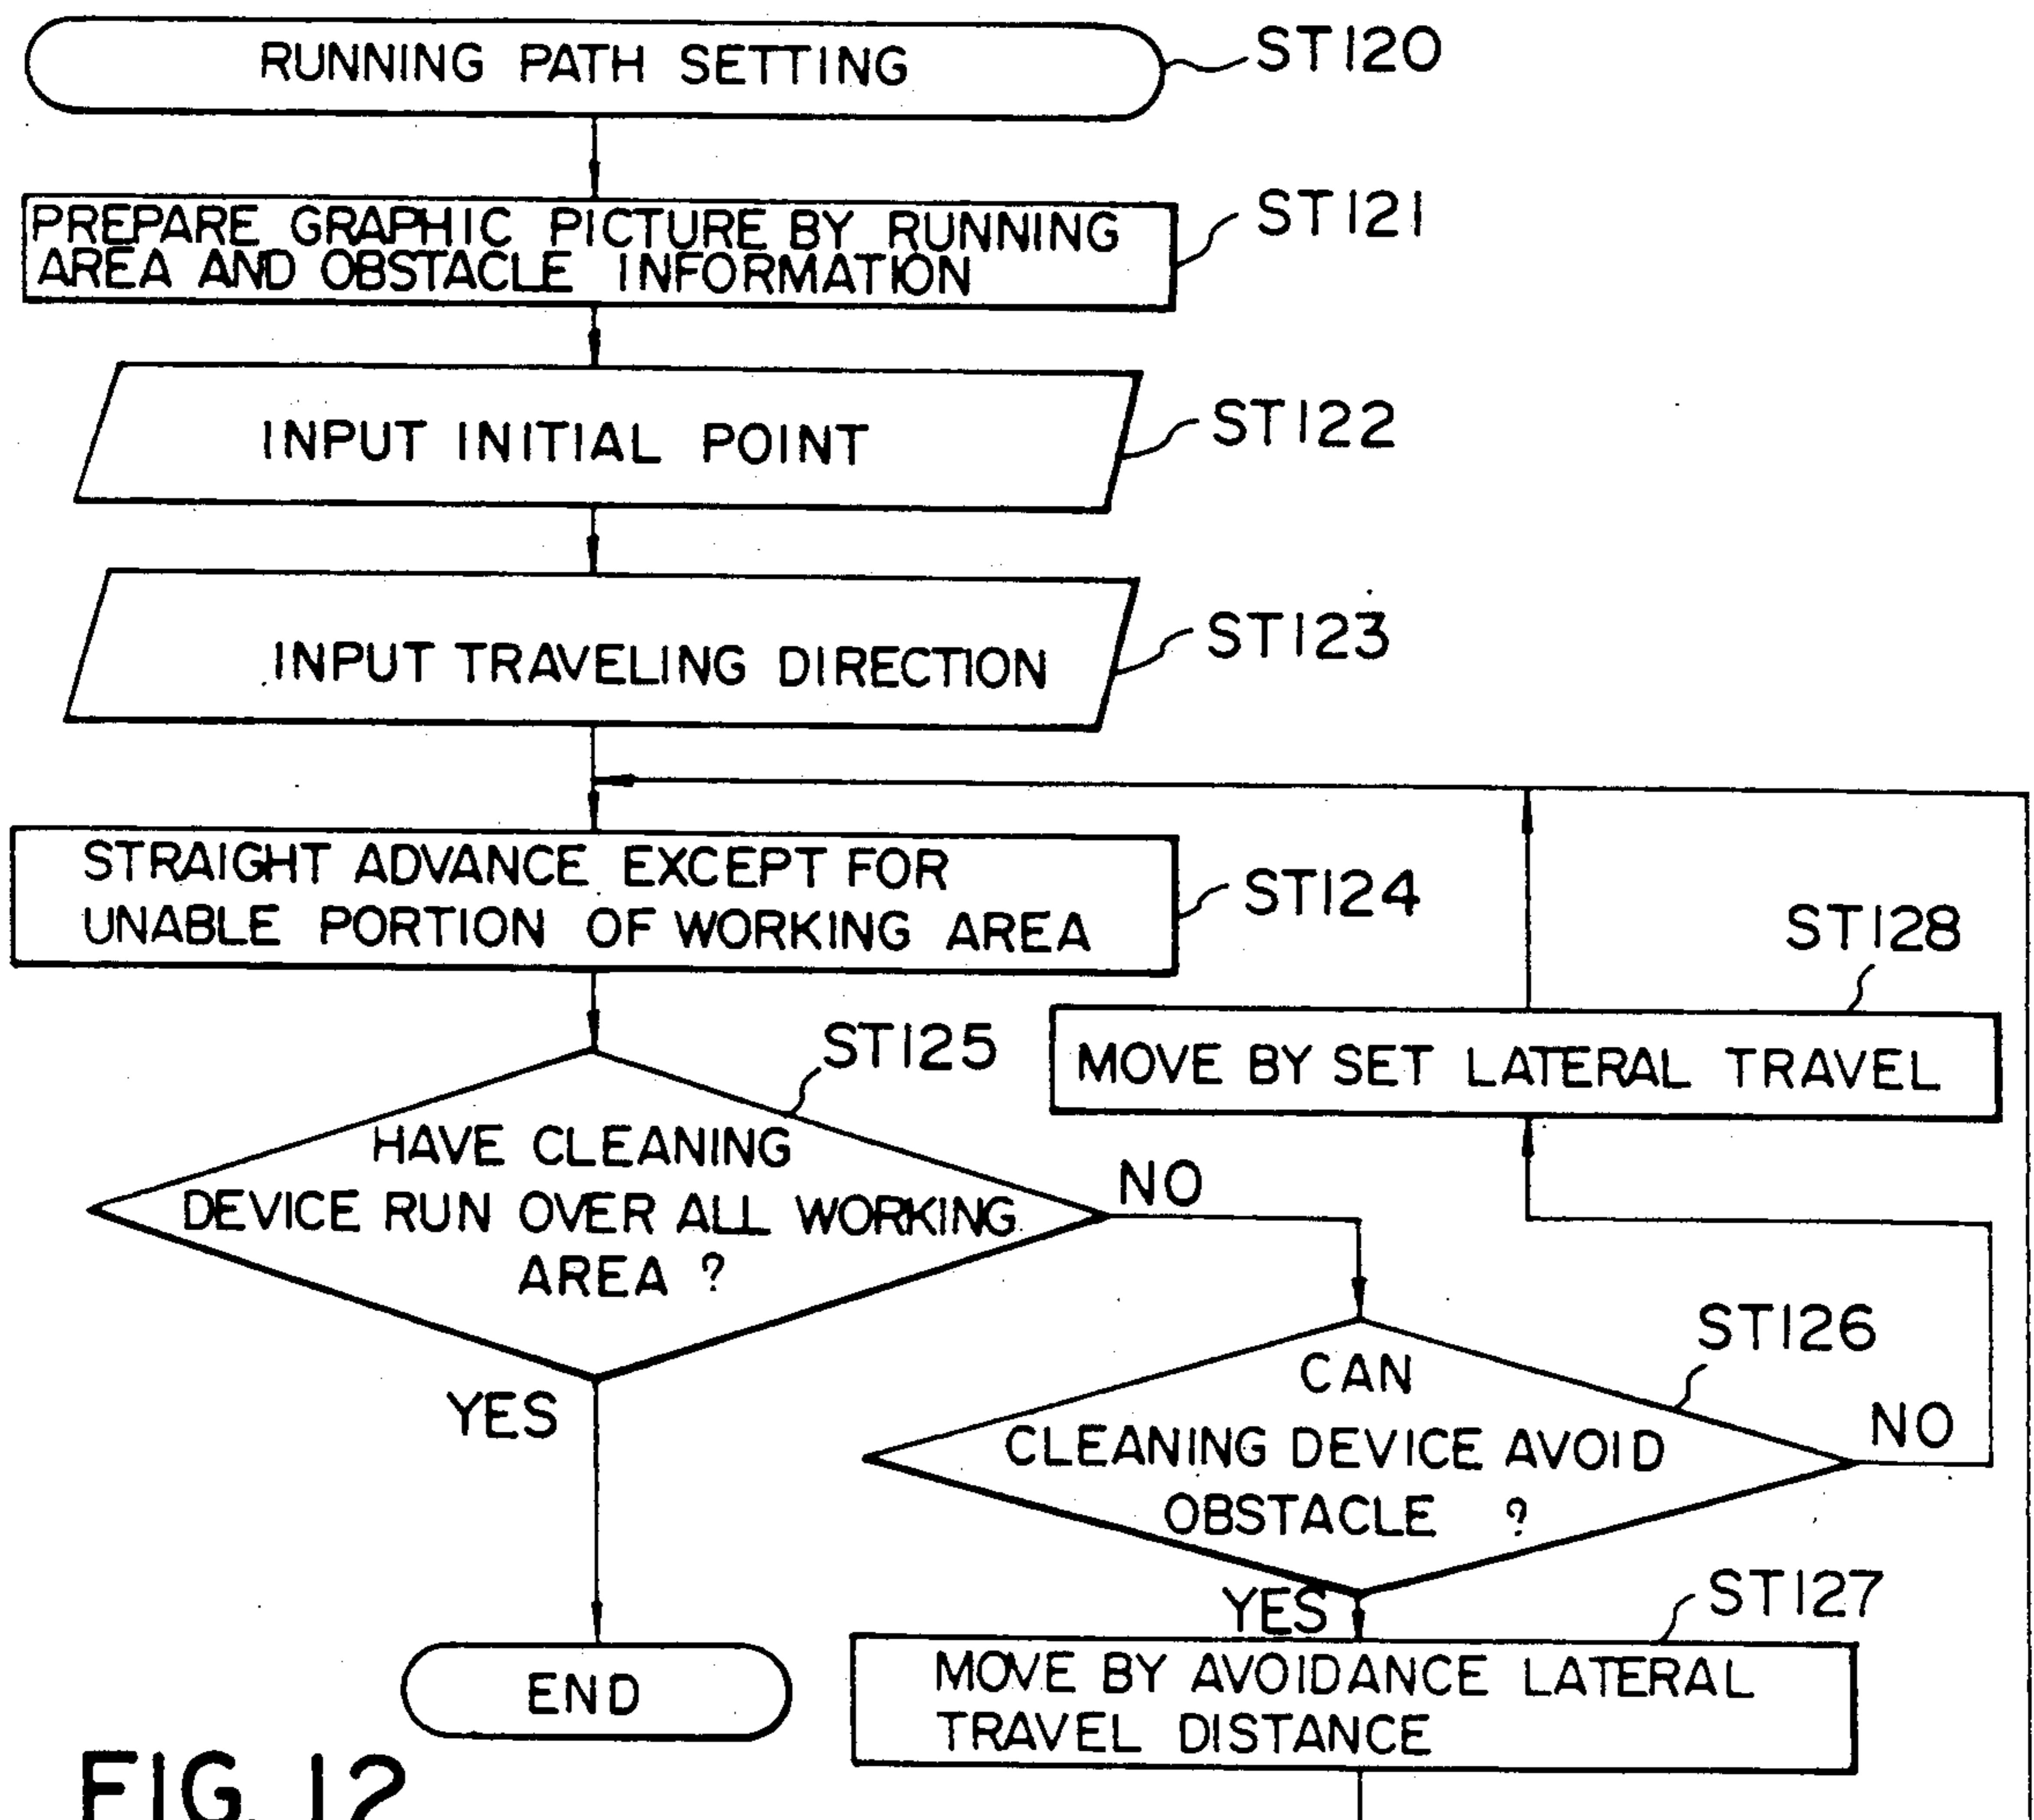 RUNNING PATH SETTING
ST120
PREPARE GRAPHIC PICTURE BY RUNNING
AREA AND OBSTACLE INFORMATION
ST121
INPUT INITIAL POINT
ST122
INPUT TRAVELING DIRECTION
ST123
STRAIGHT ADVANCE EXCEPT FOR
UNABLE PORTION OF WORKING AREA
ST124
ST128
MOVE BY SET LATERAL TRAVEL
ST125
HAVE CLEANING
DEVICE RUN OVER ALL WORKING
AREA ?
NO
YES
ST126
CAN
CLEANING DEVICE AVOID
OBSTACLE ?
NO
YES
ST127
MOVE BY AVOIDANCE LATERAL
TRAVEL DISTANCE
END
FIG. 12